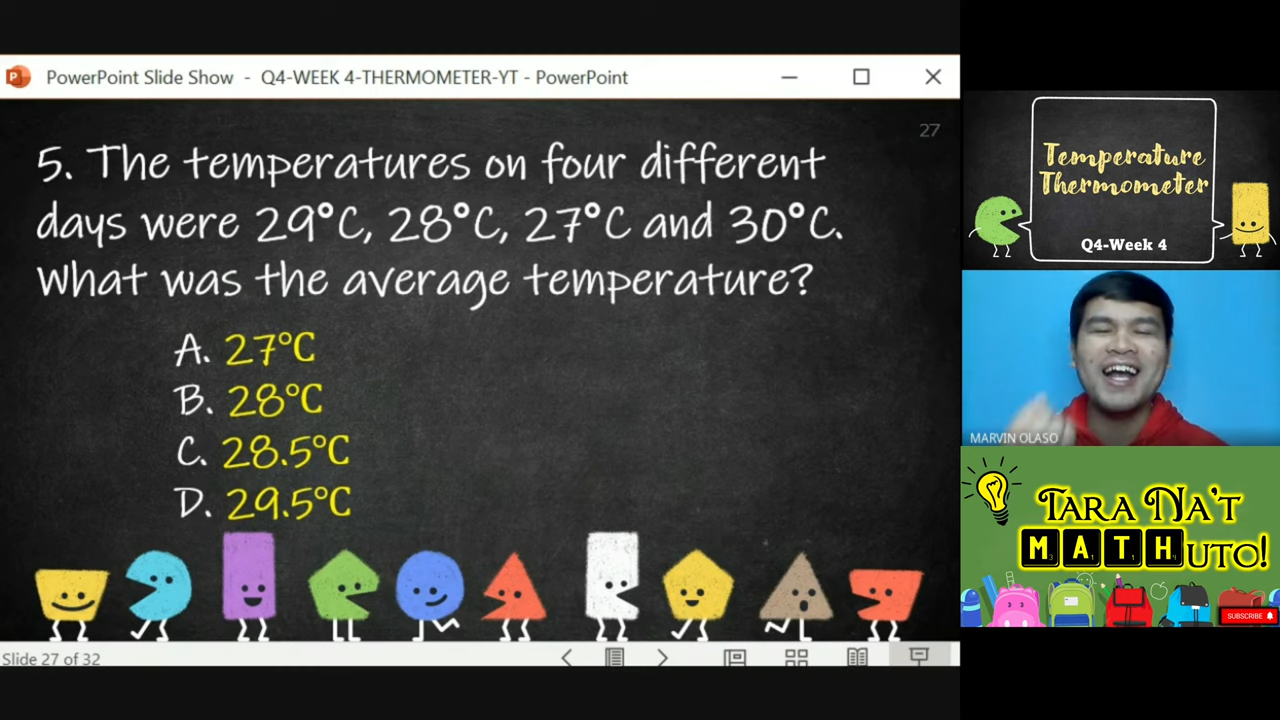 PowerPoint Slide Show - Q4-WEEK 4-THERMOMETER-YT - PowerPoint
27
5. The temperatures on four different
days were 29°C, 28°C, 27°C and 30°C.
What was the average temperature?
A. 27°C
B. 28°C
C. 28.5°C
D. 29.5°C
Slide 27 of 32
Temperature
Thermometer
Q4-Week 4
MARVIN OLASO
TARA NA'T
MATHUTO!
SUBSCRIBE